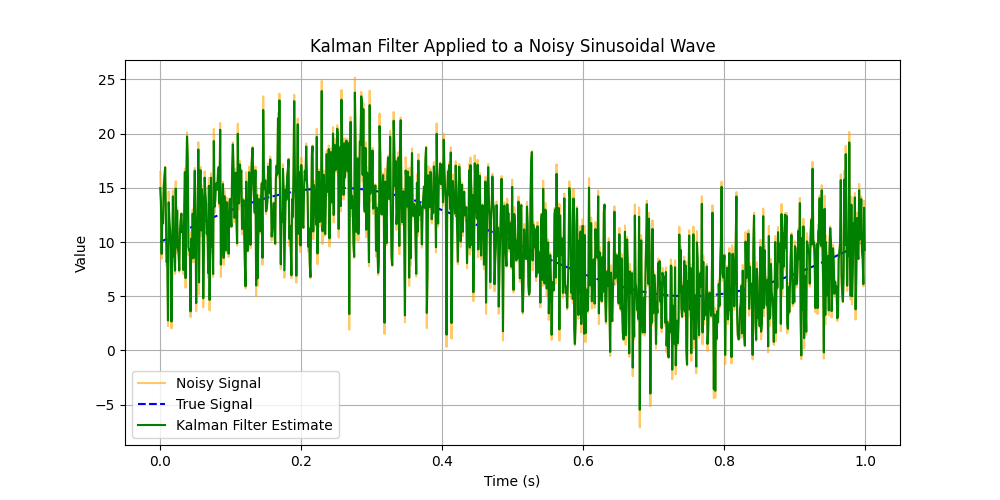 Kalman Filter Applied to a Noisy Sinusoidal Wave
25
20
15
10
5
0
−5
Value
Noisy Signal
True Signal
Kalman Filter Estimate
0.0 0.2 0.4 0.6 0.8 1.0
Time (s)